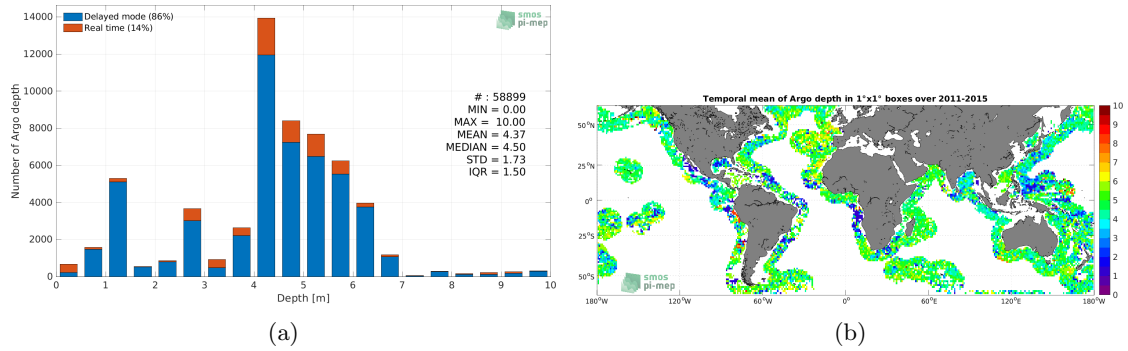 Delayed mode (86%)
Real time (14%)
smos
pi-mep
14000
12000
10000
8000
6000
4000
2000
0
Number of Argo depth
# : 58899
MIN = 0.00
MAX = 10.00
MEAN = 4.37
MEDIAN = 4.50
STD = 1.73
IQR = 1.50
0 1 2 3 4 5 6 7 8 9 10
Depth [m]
(a)
Temporal mean of Argo depth in 1°x1° boxes over 2011-2015
50°N
25°N
0°
25°S
50°S
smos
pi-mep
180°W 120°W 60°W 0° 60°E 120°E 180°W
10
9
8
7
6
5
4
3
2
1
0
(b)